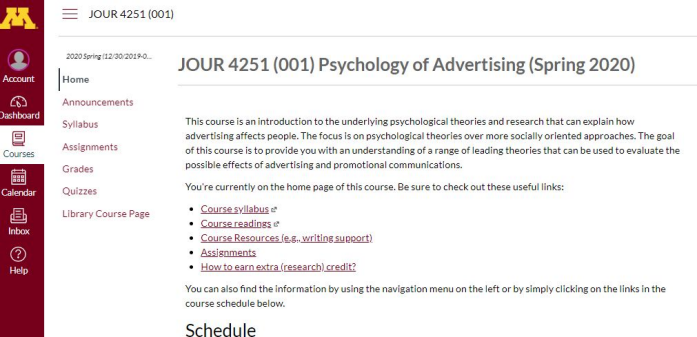 JOUR 4251 (001)
Account
Dashboard
Courses
Calendar
Inbox
Help
2020 Spring (12/30/2019-0...
Home
Announcements
Syllabus
Assignments
Grades
Quizzes
Library Course Page
JOUR 4251 (001) Psychology of Advertising (Spring 2020)
This course is an introduction to the underlying psychological theories and research that can explain how
advertising affects people. The focus is on psychological theories over more socially oriented approaches. The goal
of this course is to provide you with an understanding of a range of leading theories that can be used to evaluate the
possible effects of advertising and promotional communications.
You're currently on the home page of this course. Be sure to check out these useful links:
• Course syllabus
• Course readings
• Course Resources (e.g., writing support)
• Assignments
• How to earn extra (research) credit?
You can also find the information by using the navigation menu on the left or by simply clicking on the links in the
course schedule below.
Schedule